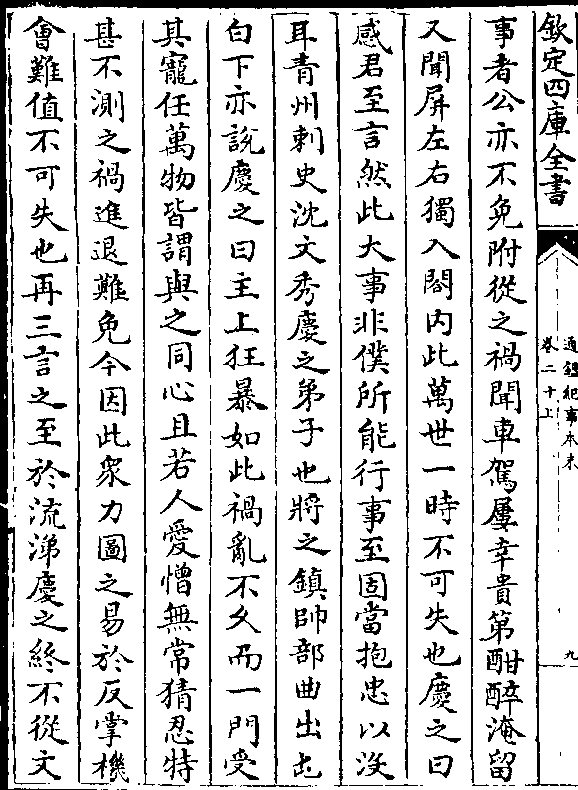 欽定四庫全書
通鑑紀事本末
卷二十上
九
事者公亦不免附從之禍聞車駕屢幸貴第酣醉淹留
又聞屏左右獨入閤内此萬世一時不可失也慶之曰
感君至言然此大事非僕所能行事至固當抱忠以没
耳青州刺史沈文秀慶之弟子也將之鎮帥部曲出屯
白下亦說慶之曰主上狂暴如此禍亂不久而一門受
其寵任萬物皆謂與之同心且若人愛憎無常猜忍特
甚不測之禍進退難免今因此衆力圖之易於反掌機
會難值不可失也再三言之至於流涕慶之終不從文